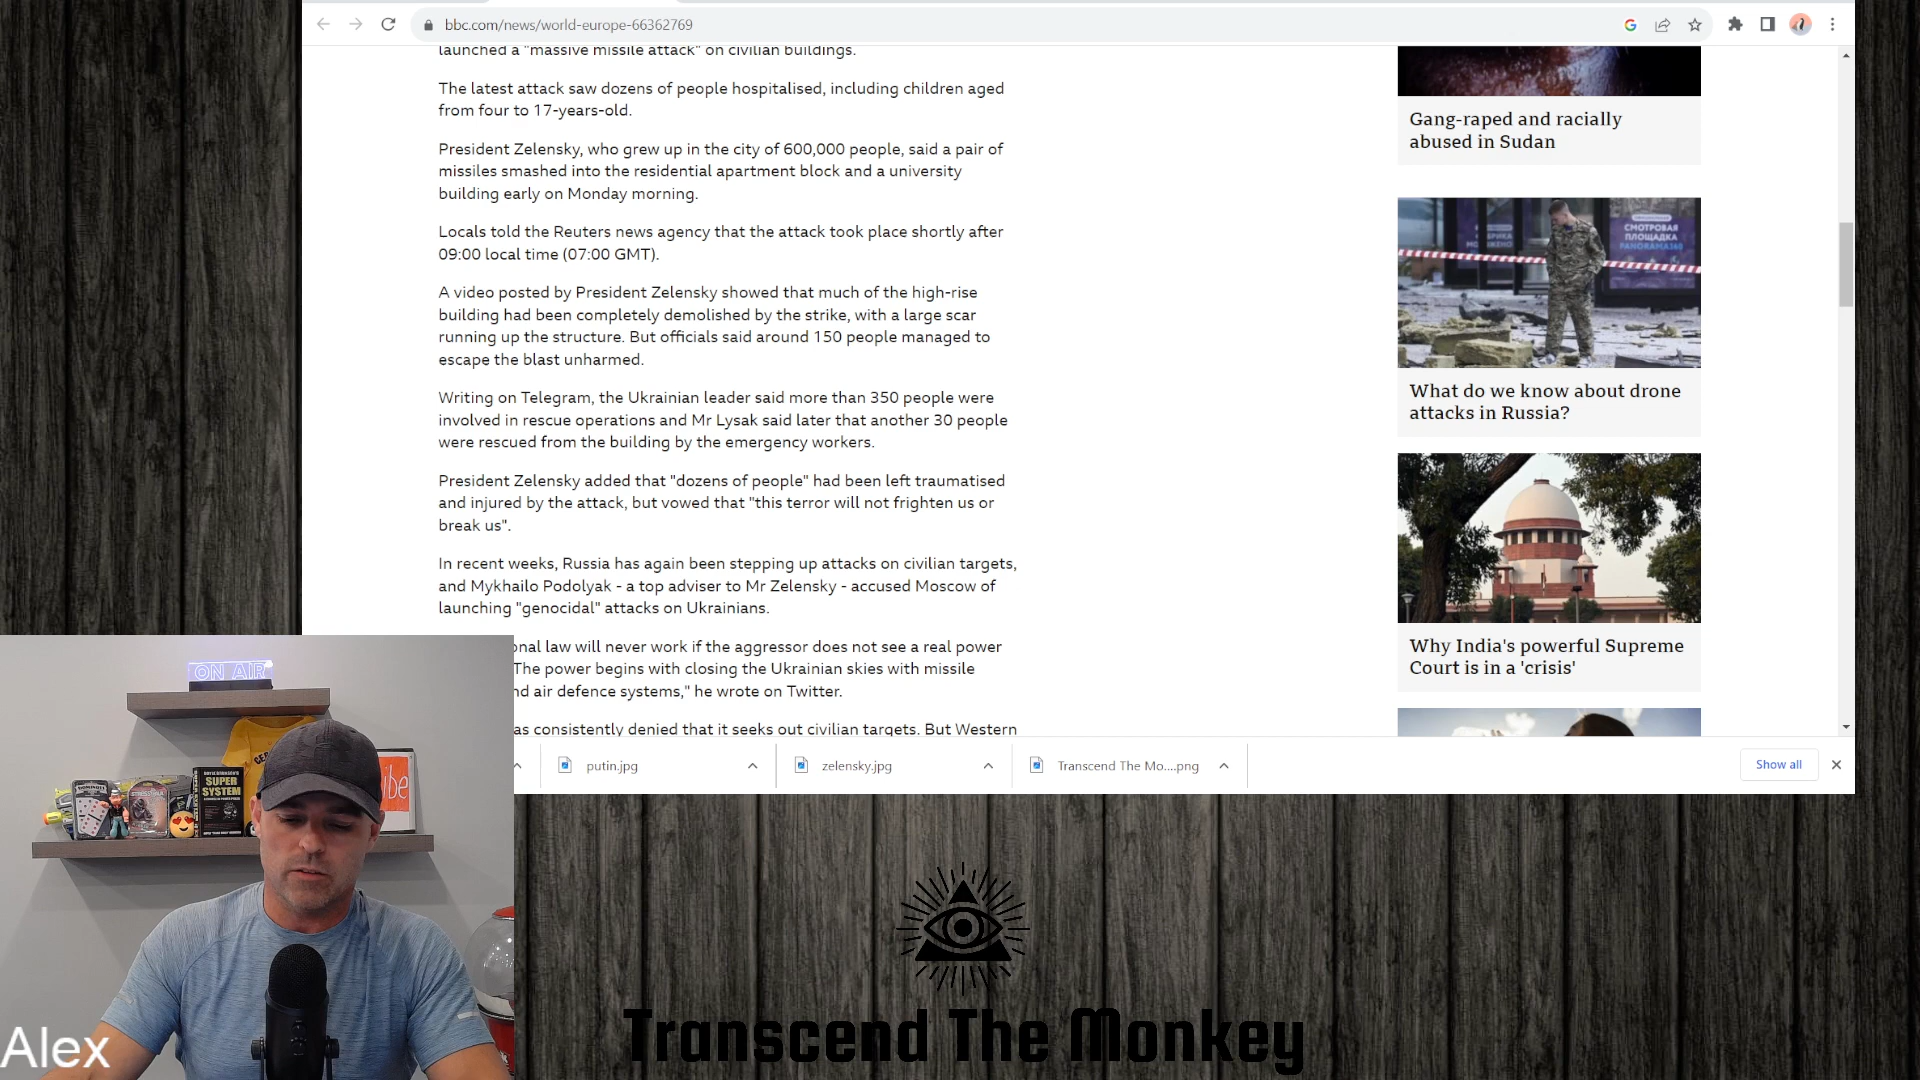 bbc.com/news/world-europe-66362769
launched a "massive missile attack" on civilian buildings.
The latest attack saw dozens of people hospitalised, including children aged
from four to 17-years-old.
President Zelensky, who grew up in the city of 600,000 people, said a pair of
missiles smashed into the residential apartment block and a university
building early on Monday morning.
Locals told the Reuters news agency that the attack took place shortly after
09:00 local time (07:00 GMT).
A video posted by President Zelensky showed that much of the high-rise
building had been completely demolished by the strike, with a large scar
running up the structure. But officials said around 150 people managed to
escape the blast unharmed.
Writing on Telegram, the Ukrainian leader said more than 350 people were
involved in rescue operations and Mr Lysak said later that another 30 people
were rescued from the building by the emergency workers.
President Zelensky added that "dozens of people" had been left traumatised
and injured by the attack, but vowed that "this terror will not frighten us or
break us".
In recent weeks, Russia has again been stepping up attacks on civilian targets,
and Mykhailo Podolyak - a top adviser to Mr Zelensky - accused Moscow of
launching "genocidal" attacks on Ukrainians.
onal law will never work if the aggressor does not see a real power
The power begins with closing the Ukrainian skies with missile
nd air defence systems," he wrote on Twitter.
as consistently denied that it seeks out civilian targets. But Western
Gang-raped and racially
abused in Sudan
СМОТРОВАЯ
ПЛОЩАДКА
PANORAMA360
What do we know about drone
attacks in Russia?
Why India's powerful Supreme
Court is in a 'crisis'
putin.jpg
zelensky.jpg
Transcend The Mo....png
Show all
ON AIR
SUPER
SYSTEM
Alex
Transcend The Monkey